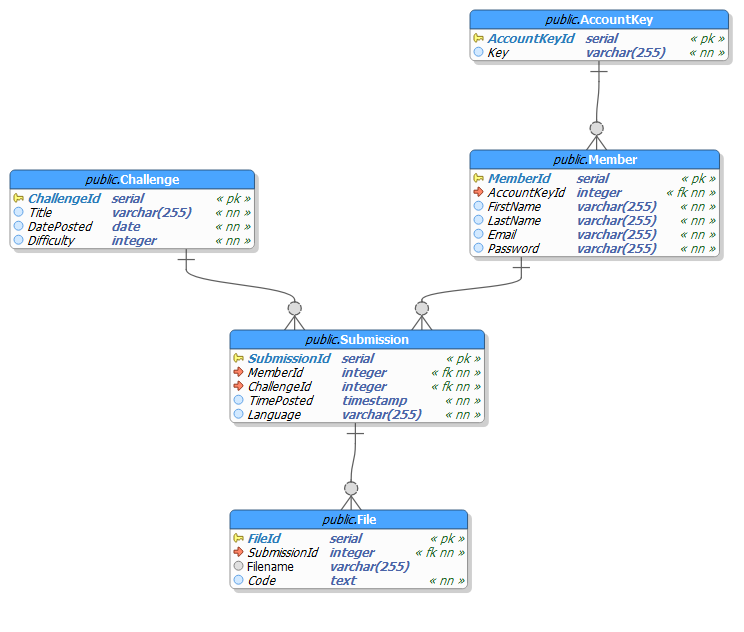 public.AccountKey
AccountKeyId serial « pk »
Key varchar(255) « nn »
public.Member
MemberId serial « pk »
AccountKeyId integer « fk nn »
FirstName varchar(255) « nn »
LastName varchar(255) « nn »
Email varchar(255) « nn »
Password varchar(255) « nn »
public.Challenge
ChallengeId serial « pk »
Title varchar(255) « nn »
DatePosted date « nn »
Difficulty integer « nn »
public.Submission
SubmissionId serial « pk »
MemberId integer « fk nn »
ChallengeId integer « fk nn »
TimePosted timestamp « nn »
Language varchar(255) « nn »
public.File
FileId serial « pk »
SubmissionId integer « fk nn »
Filename varchar(255)
Code text « nn »